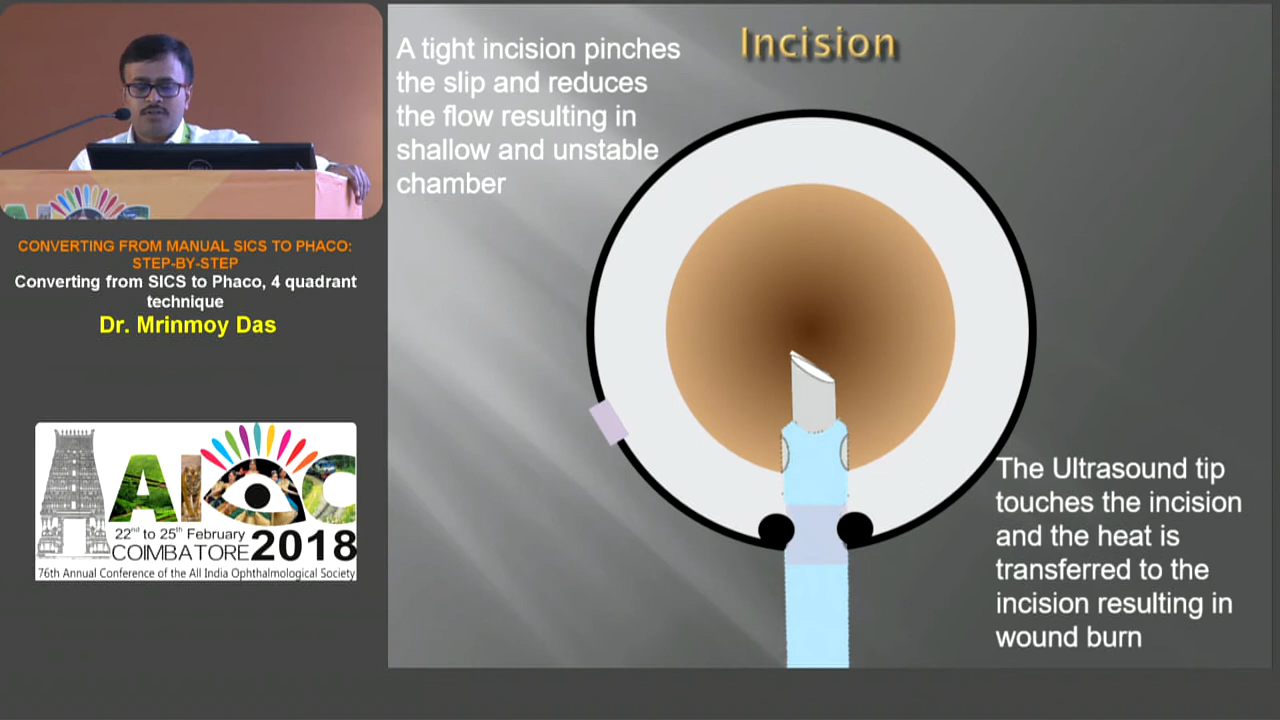 Incision
A tight incision pinches
the slip and reduces
the flow resulting in
shallow and unstable
chamber
The Ultrasound tip
touches the incision
and the heat is
transferred to the
incision resulting in
wound burn
CONVERTING FROM MANUAL SICS TO PHACO:
STEP-BY-STEP
Converting from SICS to Phaco, 4 quadrant
technique
Dr. Mrinmoy Das
AIOC
22nd to 25th February
COIMBATORE 2018
76th Annual Conference of the All India Ophthalmological Society